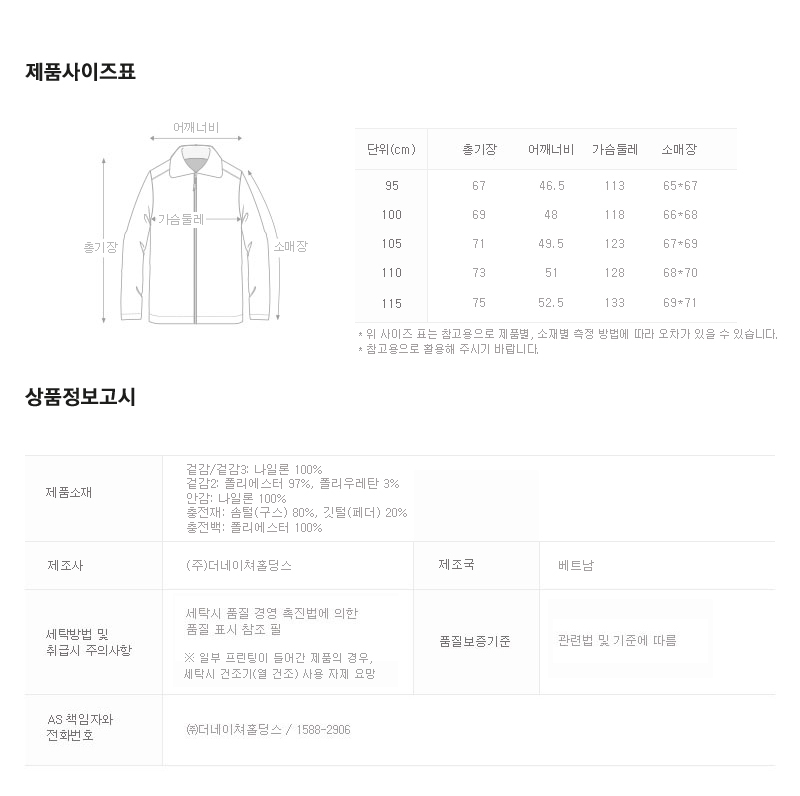 제품사이즈표
어깨너비
가슴둘레
총기장
소매장
단위(cm) 총기장 어깨너비 가슴둘레 소매장
95 67 46.5 113 65*67
100 69 48 118 66*68
105 71 49.5 123 67*69
110 73 51 128 68*70
115 75 52.5 133 69*71
* 위 사이즈 표는 참고용으로 제품별, 소재별 측정 방법에 따라 오차가 있을 수 있습니다.
* 참고용으로 활용해 주시기 바랍니다.
상품정보고시
제품소재
겉감/겉감3: 나일론 100%
겉감2: 폴리에스터 97%, 폴리우레탄 3%
안감: 나일론 100%
충전재: 솜털(구스) 80%, 깃털(페더) 20%
충전백: 폴리에스터 100%
제조사 (주)더네이쳐홀딩스 제조국 베트남
세탁방법 및
취급시 주의사항
세탁시 품질 경영 촉진법에 의한
품질 표시 참조 필
※ 일부 프린팅이 들어간 제품의 경우,
세탁시 건조기(열 건조) 사용 자제 요망
품질보증기준 관련법 및 기준에 따름
AS 책임자와
전화번호
㈜더네이쳐홀딩스 / 1588-2906